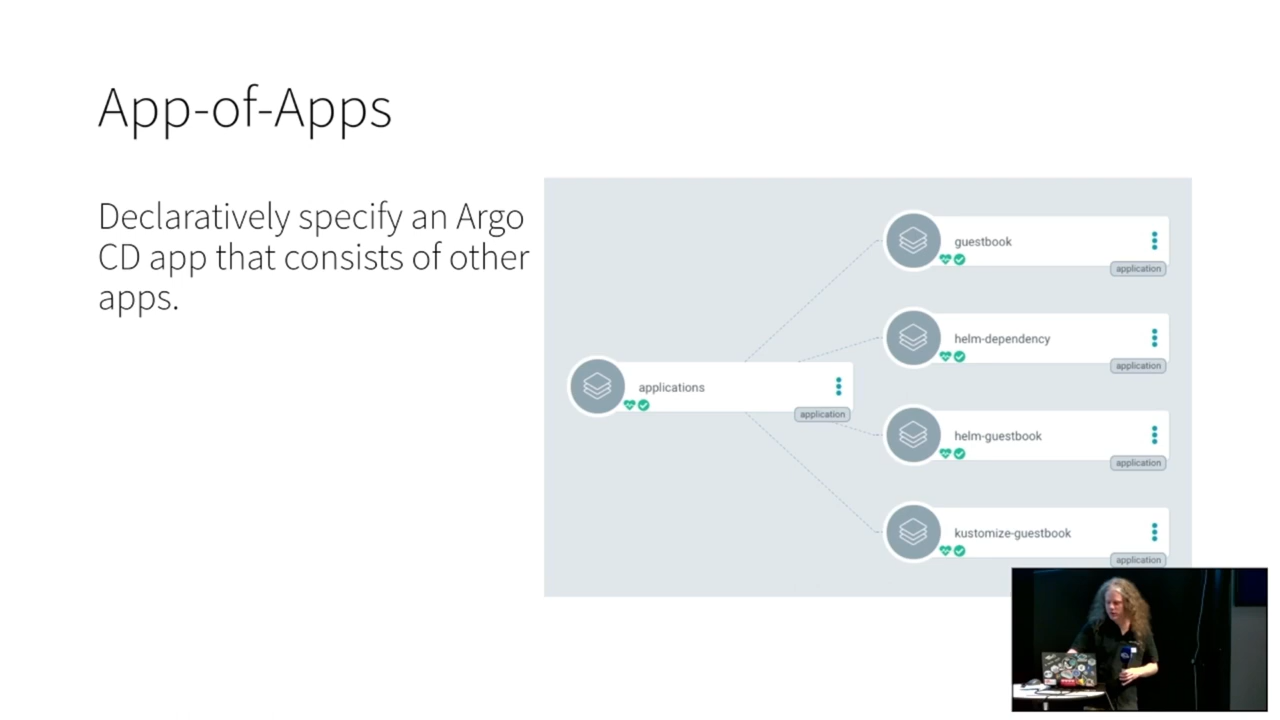 App-of-Apps
Declaratively specify an Argo
CD app that consists of other
apps.
guestbook
application
helm-dependency
application
applications
application
helm-guestbook
application
kustomize-guestbook
application